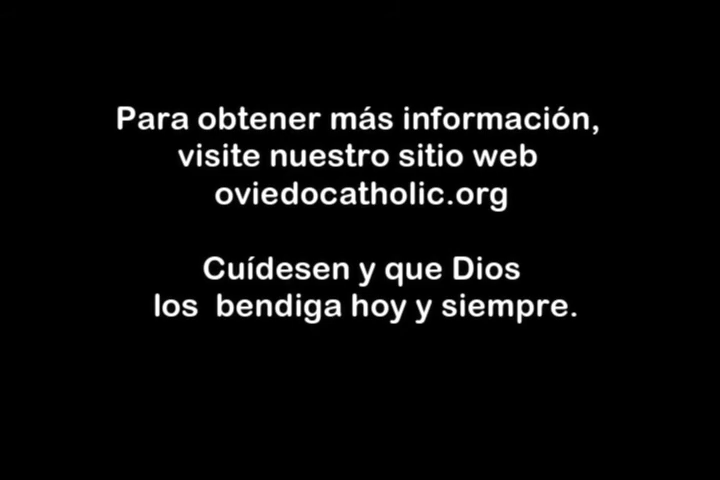 Para obtener más información,
visite nuestro sitio web
oviedocatholic.org
Cuídesen y que Dios
los bendiga hoy y siempre.